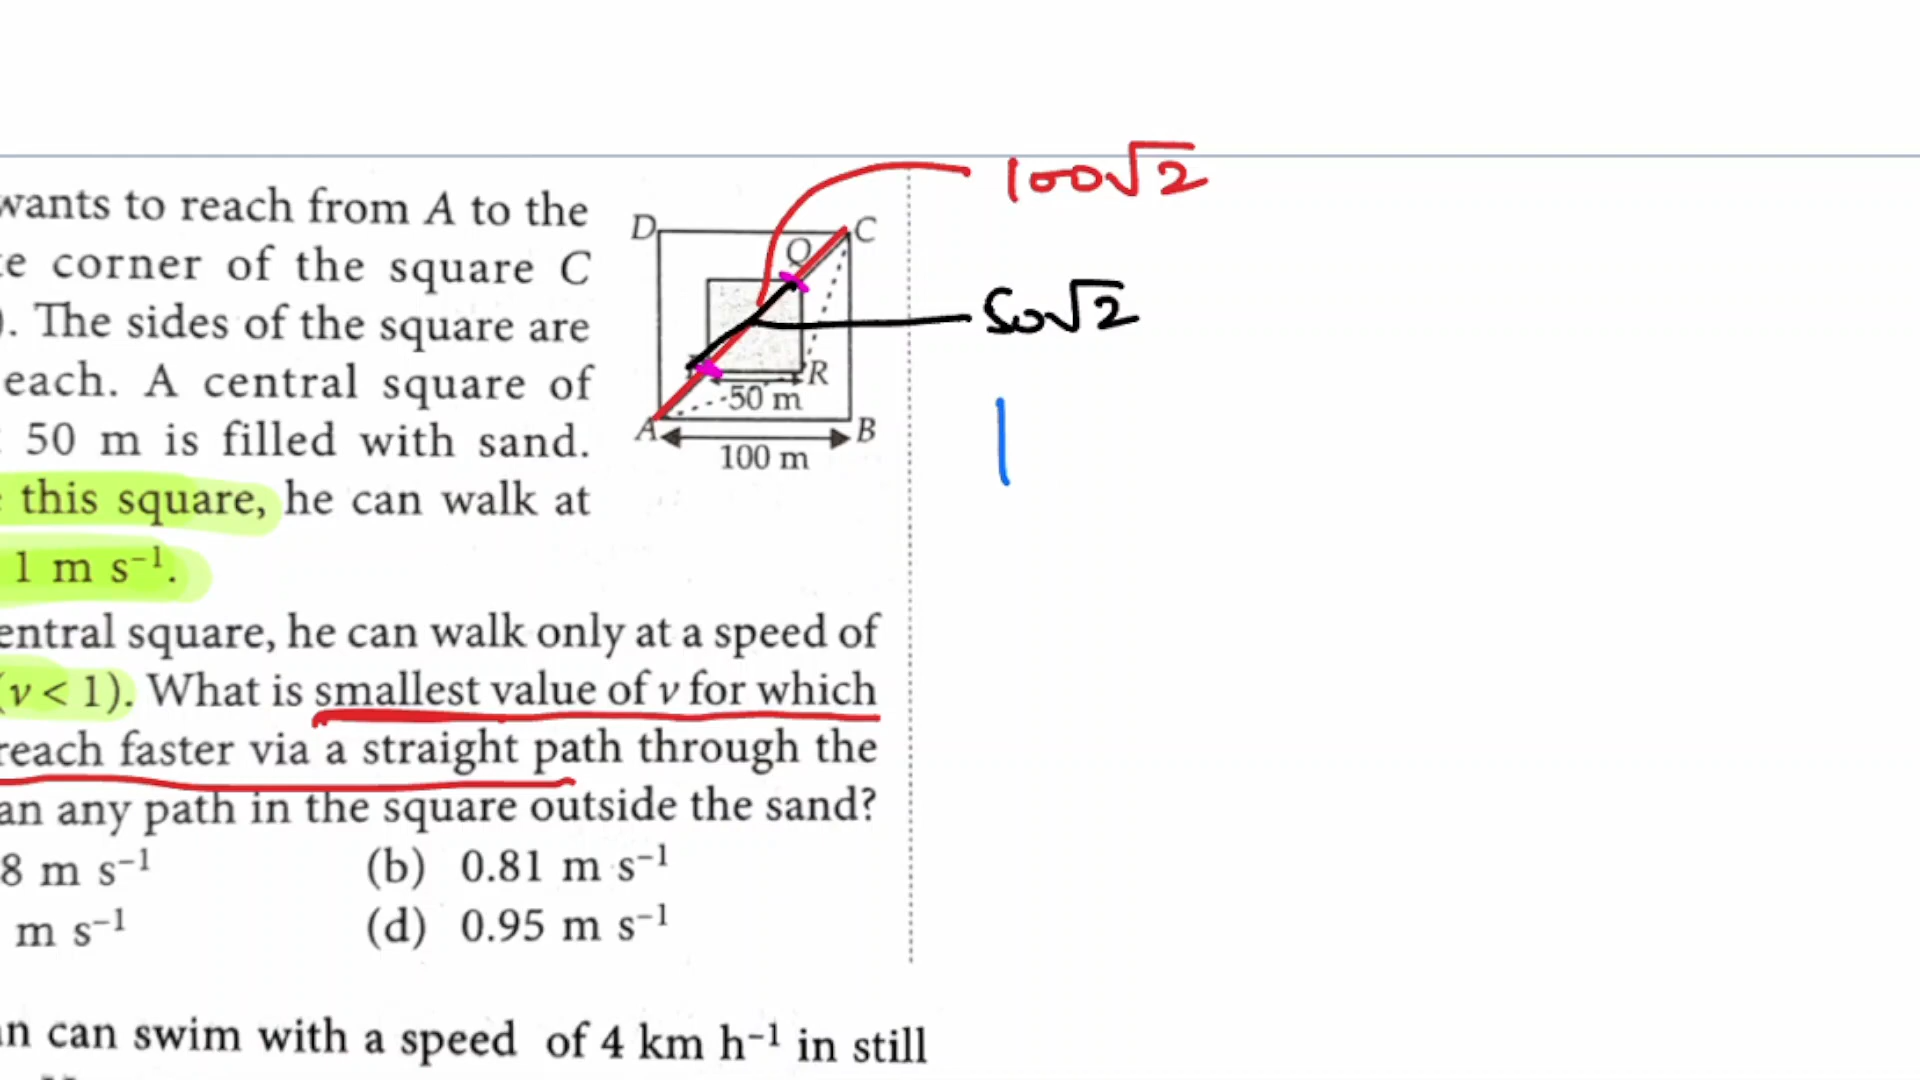 wants to reach from A to the
corner of the square C
. The sides of the square are
each. A central square of
50 m is filled with sand.
this square, he can walk at
1 m s⁻¹.
central square, he can walk only at a speed of
(v < 1). What is smallest value of v for which
reach faster via a straight path through the
an any path in the square outside the sand?
8 m s⁻¹ (b) 0.81 m s⁻¹
m s⁻¹ (d) 0.95 m s⁻¹
an can swim with a speed of 4 km h⁻¹ in still
D C
Q
R
50 m
A B
100 m
100√2
50√2